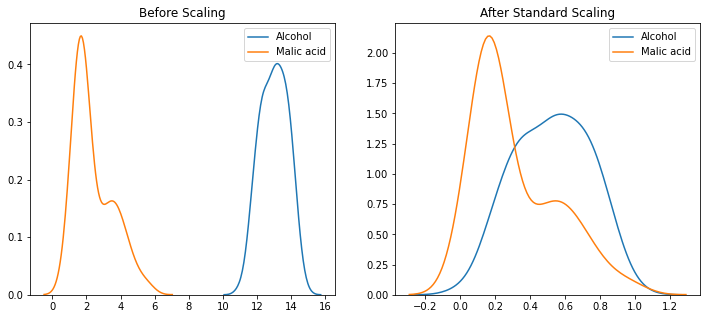 Before Scaling
Alcohol
Malic acid
0.4
0.3
0.2
0.1
0.0
0 2 4 6 8 10 12 14 16
After Standard Scaling
Alcohol
Malic acid
2.00
1.75
1.50
1.25
1.00
0.75
0.50
0.25
0.00
−0.2 0.0 0.2 0.4 0.6 0.8 1.0 1.2